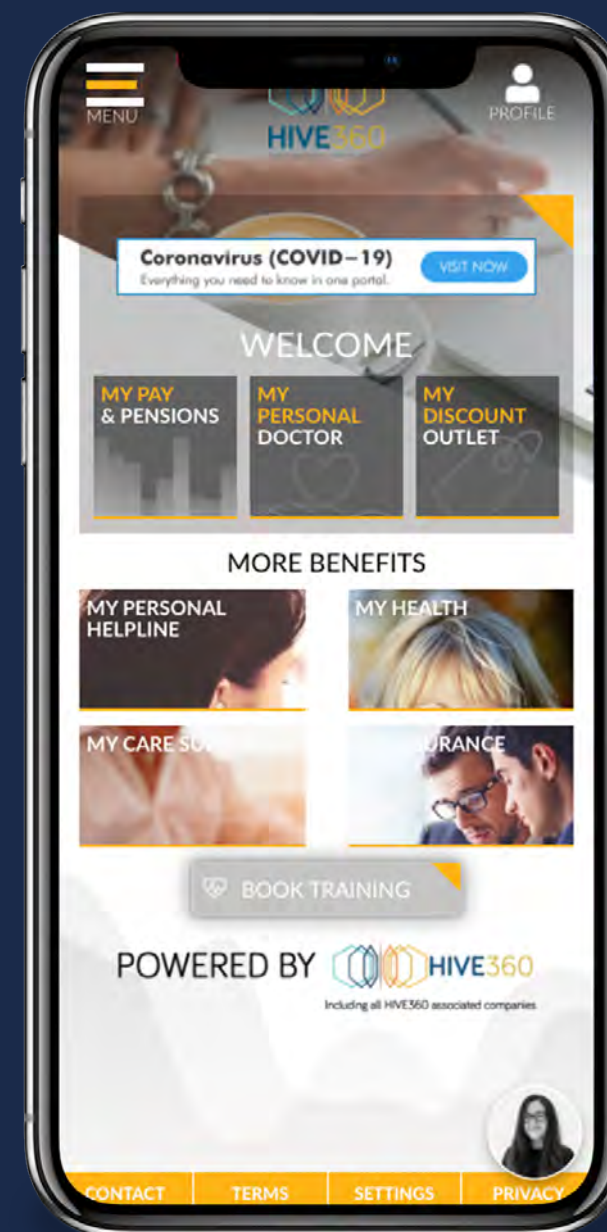 MENU
HIVE360
PROFILE
Coronavirus (COVID–19)
Everything you need to know in one portal.
VISIT NOW
WELCOME
MY PAY
& PENSIONS
MY
PERSONAL
DOCTOR
MY
DISCOUNT
OUTLET
MORE BENEFITS
MY PERSONAL
HELPLINE
MY HEALTH
MY CARE
BOOK TRAINING
POWERED BY HIVE360
Including all HIVE360 associated companies
CONTACT
TERMS
SETTINGS
PRIVACY